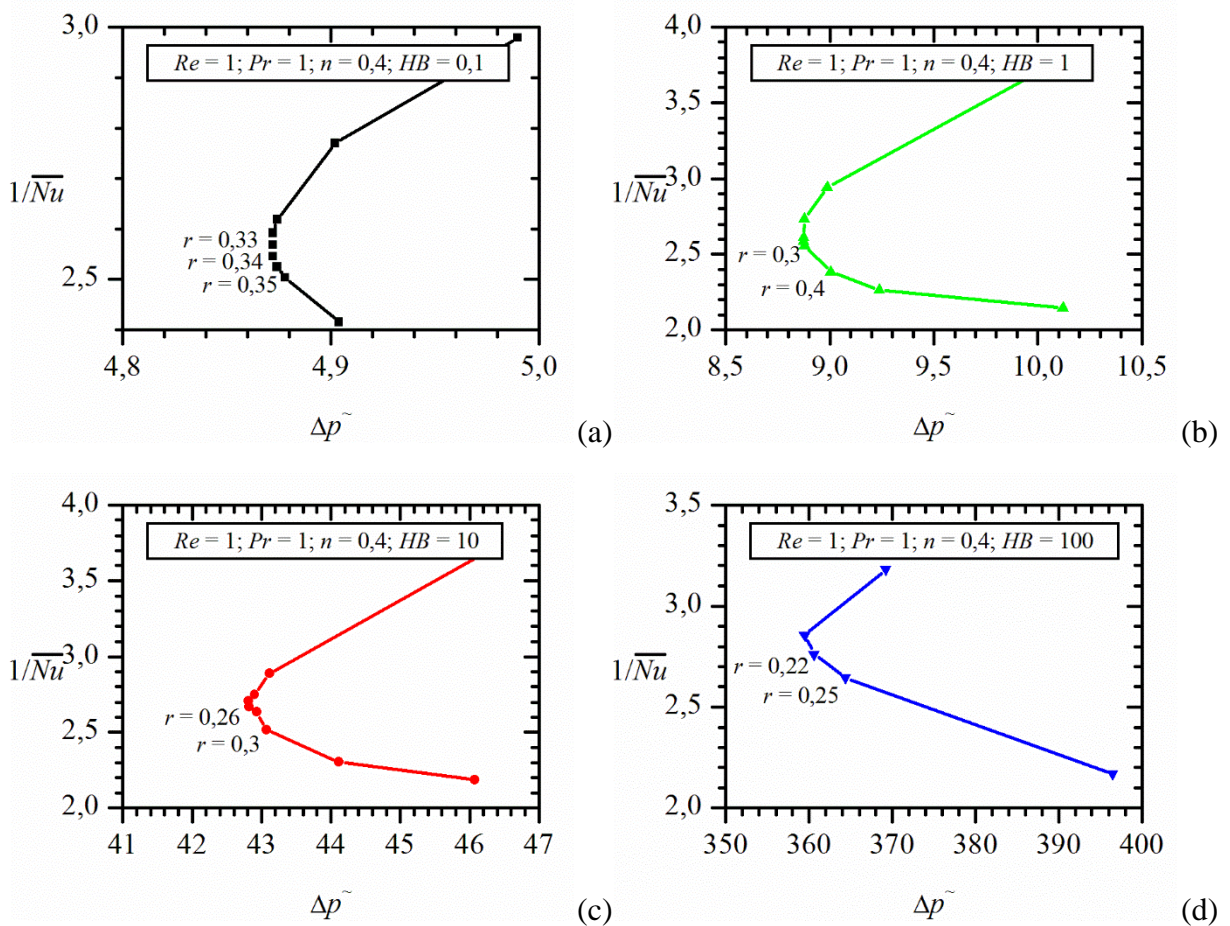 3,0
Re = 1; Pr = 1; n = 0,4; HB = 0,1
1/Nu
r = 0,33
r = 0,34
2,5
r = 0,35
4,8 4,9 5,0
Δp~
(a)
4,0
Re = 1; Pr = 1; n = 0,4; HB = 1
3,5
1/Nu
3,0
2,5
r = 0,3
r = 0,4
2,0
8,5 9,0 9,5 10,0 10,5
Δp~
(b)
4,0
Re = 1; Pr = 1; n = 0,4; HB = 10
3,5
1/Nu
3,0
r = 0,26
2,5
r = 0,3
2,0
41 42 43 44 45 46 47
Δp~
(c)
3,5
Re = 1; Pr = 1; n = 0,4; HB = 100
3,0
1/Nu
r = 0,22
r = 0,25
2,5
2,0
350 360 370 380 390 400
Δp~
(d)